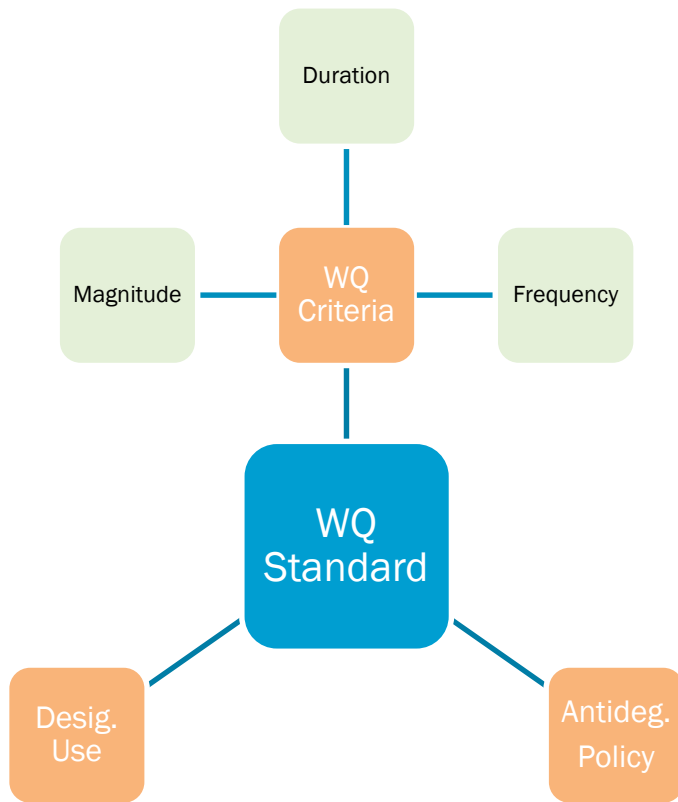 Duration
Magnitude
WQ
Criteria
Frequency
WQ
Standard
Desig.
Use
Antideg.
Policy